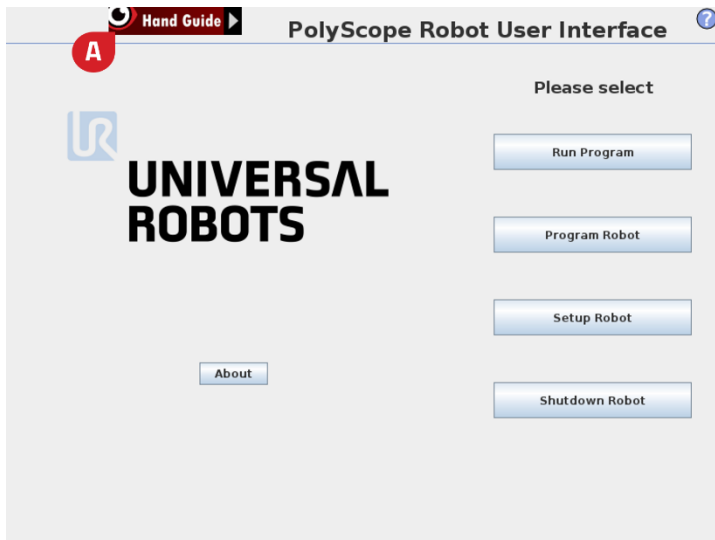 Hand Guide
PolyScope Robot User Interface
?
A
Please select
UR
UNIVERSAL
ROBOTS
Run Program
Program Robot
Setup Robot
About
Shutdown Robot